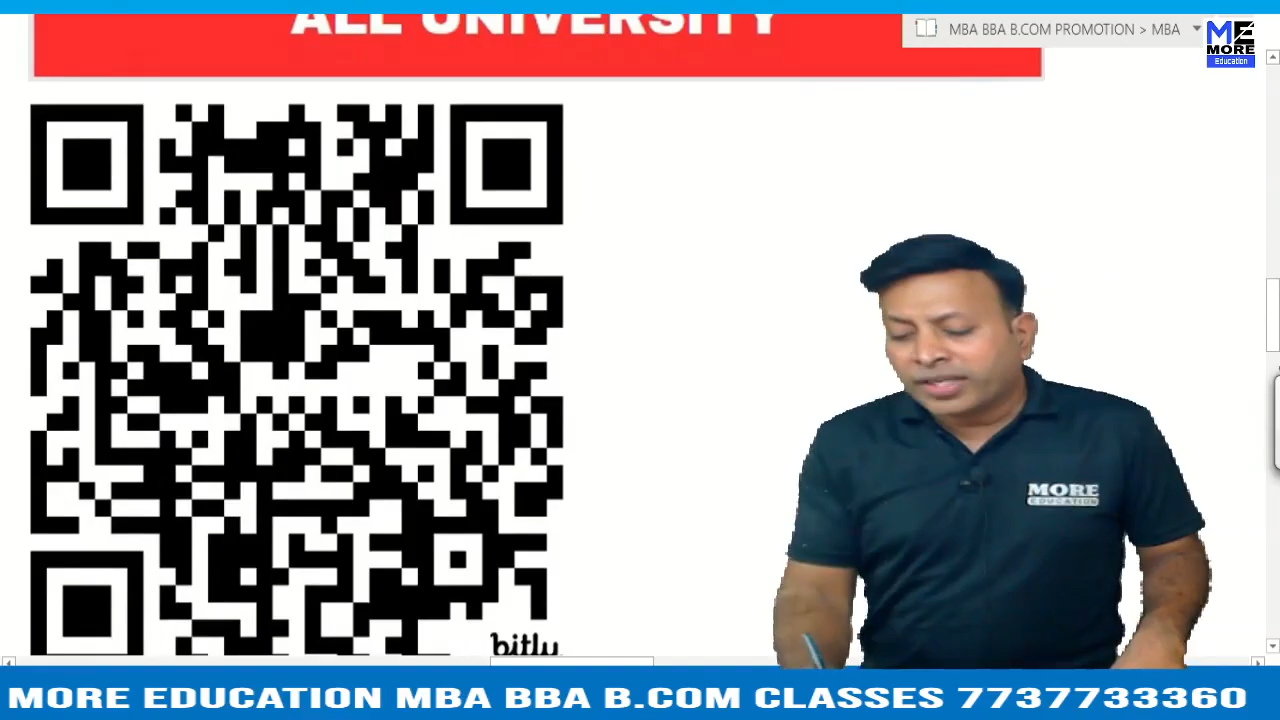 ALL UNIVERSITY
MBA BBA B.COM PROMOTION > MBA
ME
MORE
Education
MORE
EDUCATION
bitly
MORE EDUCATION MBA BBA B.COM CLASSES 7737733360